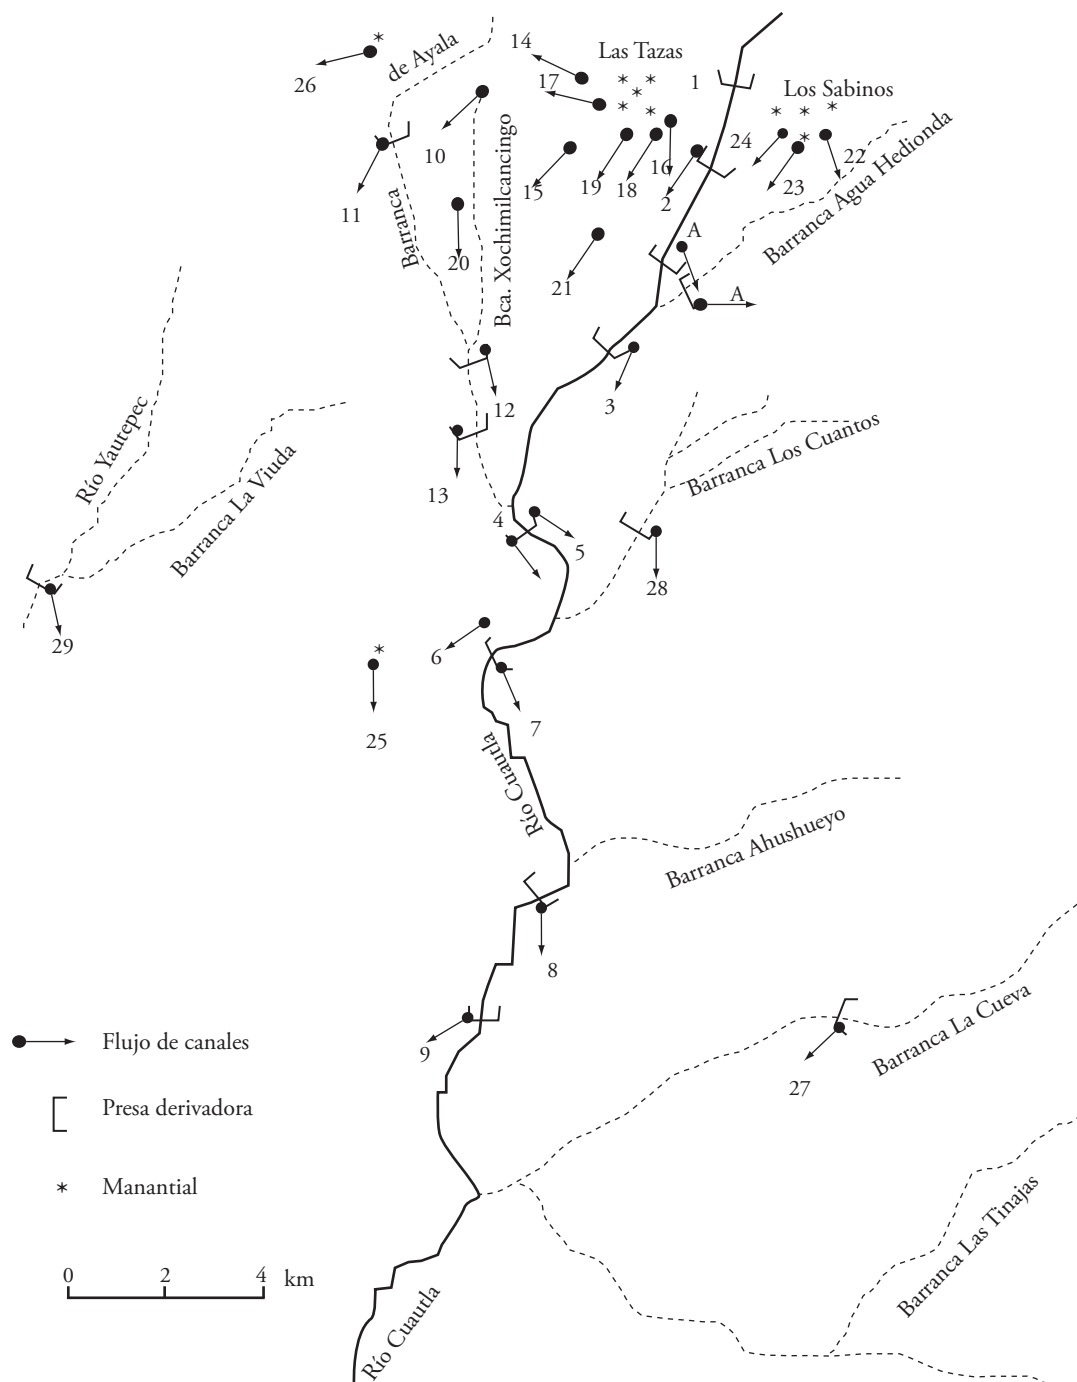 14
Las Tazas
de Ayala
26
17
1
Los Sabinos
10
24
16
22
15
19
18
2
23
11
Barranca
Bca. Xochimilcancingo
Barranca Agua Hedionda
20
21
A
A
12
3
Río Yautepec
Barranca La Viuda
13
Barranca Los Cuantos
4
5
28
29
6
25
7
Río Cuautla
Barranca Ahushueyo
8
9
Barranca La Cueva
27
Flujo de canales
Presa derivadora
Manantial
Barranca Las Tinajas
0 2 4 km
Río Cuautla